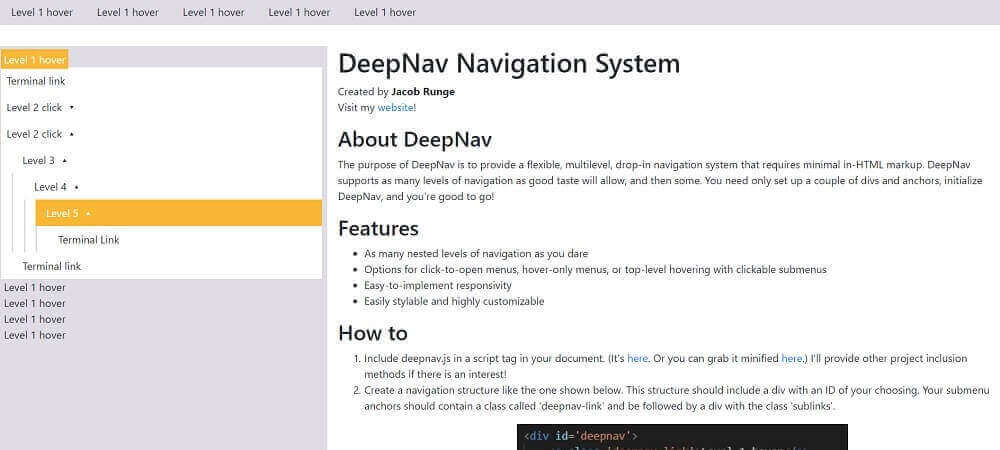 Level 1 hover Level 1 hover Level 1 hover Level 1 hover Level 1 hover
Level 1 hover
Terminal link
Level 2 click
Level 2 click
Level 3
Level 4
Level 5
Terminal Link
Terminal link
Level 1 hover
Level 1 hover
Level 1 hover
Level 1 hover
DeepNav Navigation System
Created by Jacob Runge
Visit my website!
About DeepNav
The purpose of DeepNav is to provide a flexible, multilevel, drop-in navigation system that requires minimal in-HTML markup. DeepNav
supports as many levels of navigation as good taste will allow, and then some. You need only set up a couple of divs and anchors, initialize
DeepNav, and you're good to go!
Features
• As many nested levels of navigation as you dare
• Options for click-to-open menus, hover-only menus, or top-level hovering with clickable submenus
• Easy-to-implement responsivity
• Easily stylable and highly customizable
How to
1. Include deepnav.js in a script tag in your document. (It's here. Or you can grab it minified here.) I'll provide other project inclusion
methods if there is an interest!
2. Create a navigation structure like the one shown below. This structure should include a div with an ID of your choosing. Your submenu
anchors should contain a class called 'deepnav-link' and be followed by a div with the class 'sublinks'.
<div id='deepnav'>